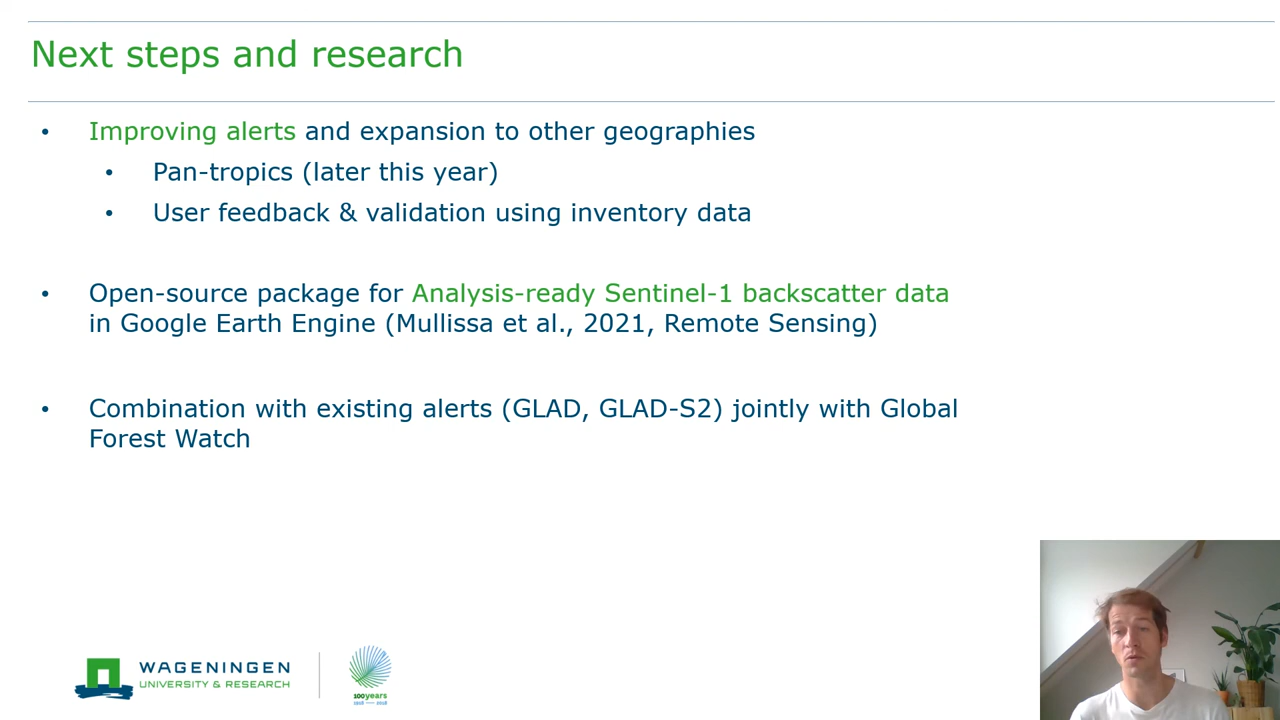 Next steps and research
• Improving alerts and expansion to other geographies
• Pan-tropics (later this year)
• User feedback & validation using inventory data
• Open-source package for Analysis-ready Sentinel-1 backscatter data
in Google Earth Engine (Mullissa et al., 2021, Remote Sensing)
• Combination with existing alerts (GLAD, GLAD-S2) jointly with Global
Forest Watch
WAGENINGEN
UNIVERSITY & RESEARCH
100years
1918 — 2018